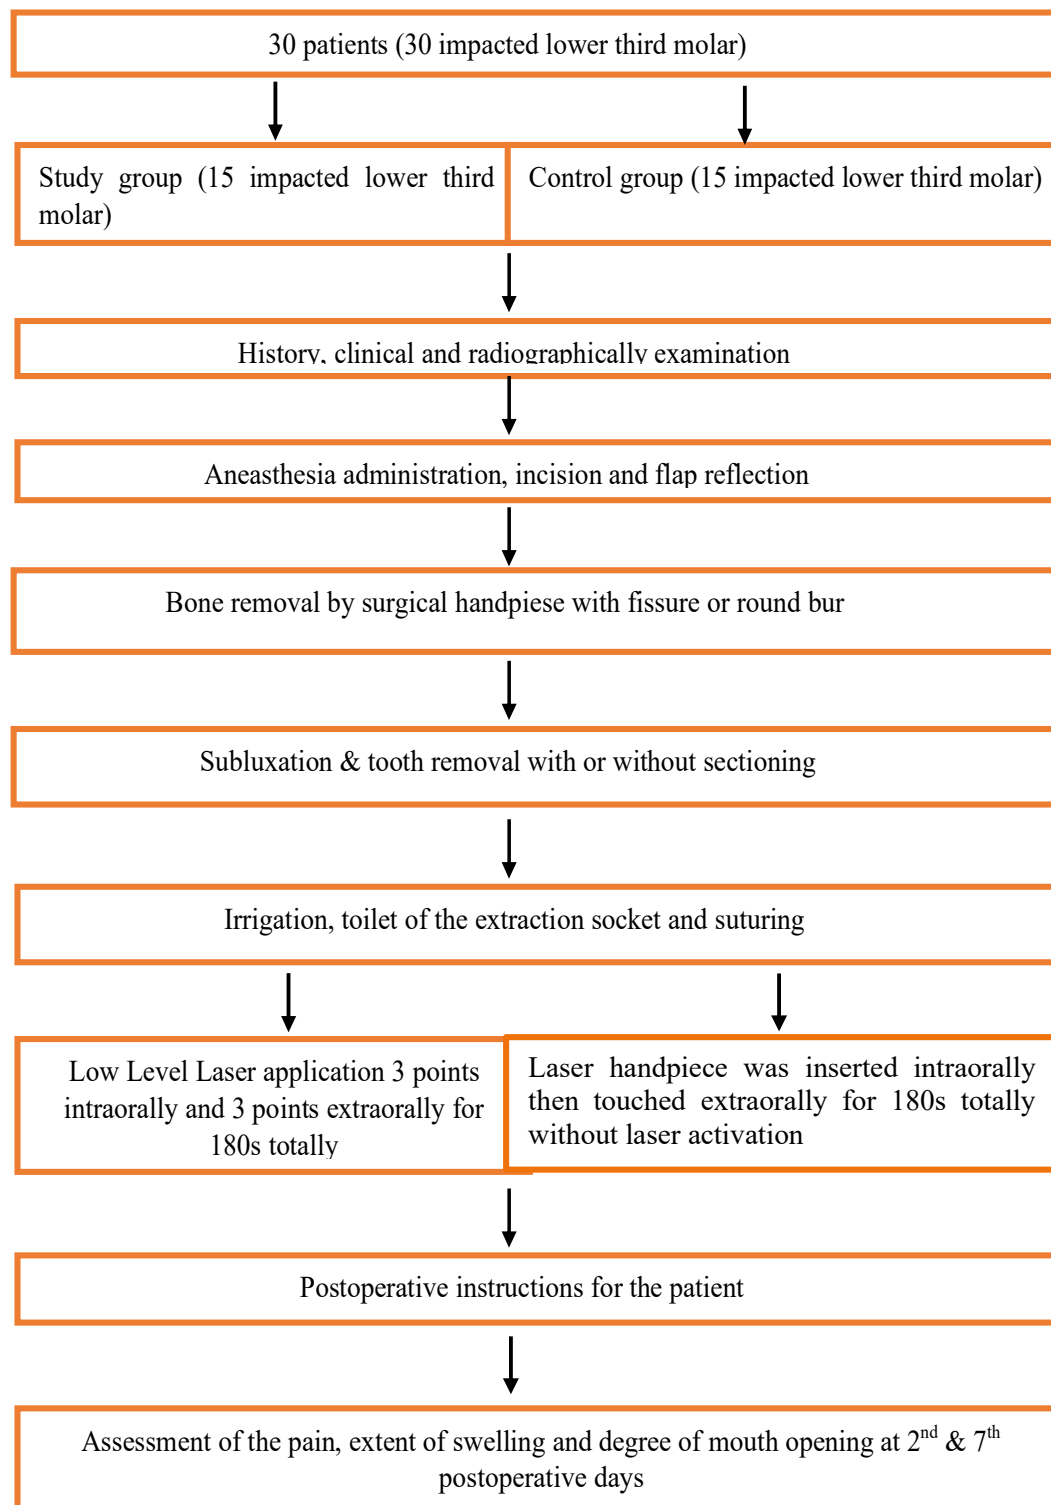 30 patients (30 impacted lower third molar)
Study group (15 impacted lower third
molar)
Control group (15 impacted lower third molar)
History, clinical and radiographically examination
Aneasthesia administration, incision and flap reflection
Bone removal by surgical handpiese with fissure or round bur
Subluxation & tooth removal with or without sectioning
Irrigation, toilet of the extraction socket and suturing
Low Level Laser application 3 points
intraorally and 3 points extraorally for
180s totally
Laser handpiece was inserted intraorally
then touched extraorally for 180s totally
without laser activation
Postoperative instructions for the patient
Assessment of the pain, extent of swelling and degree of mouth opening at 2nd & 7th
postoperative days